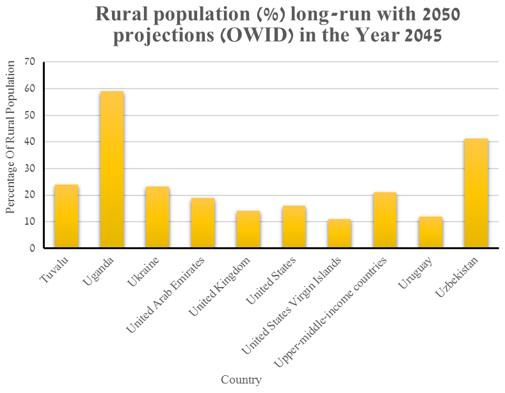 Rural population (%) long-run with 2050
projections (OWID) in the Year 2045
Percentage Of Rural Population
70
60
50
40
30
20
10
0
Tuvalu
Uganda
Ukraine
United Arab Emirates
United Kingdom
United States
United States Virgin Islands
Upper-middle-income countries
Uruguay
Uzbekistan
Country